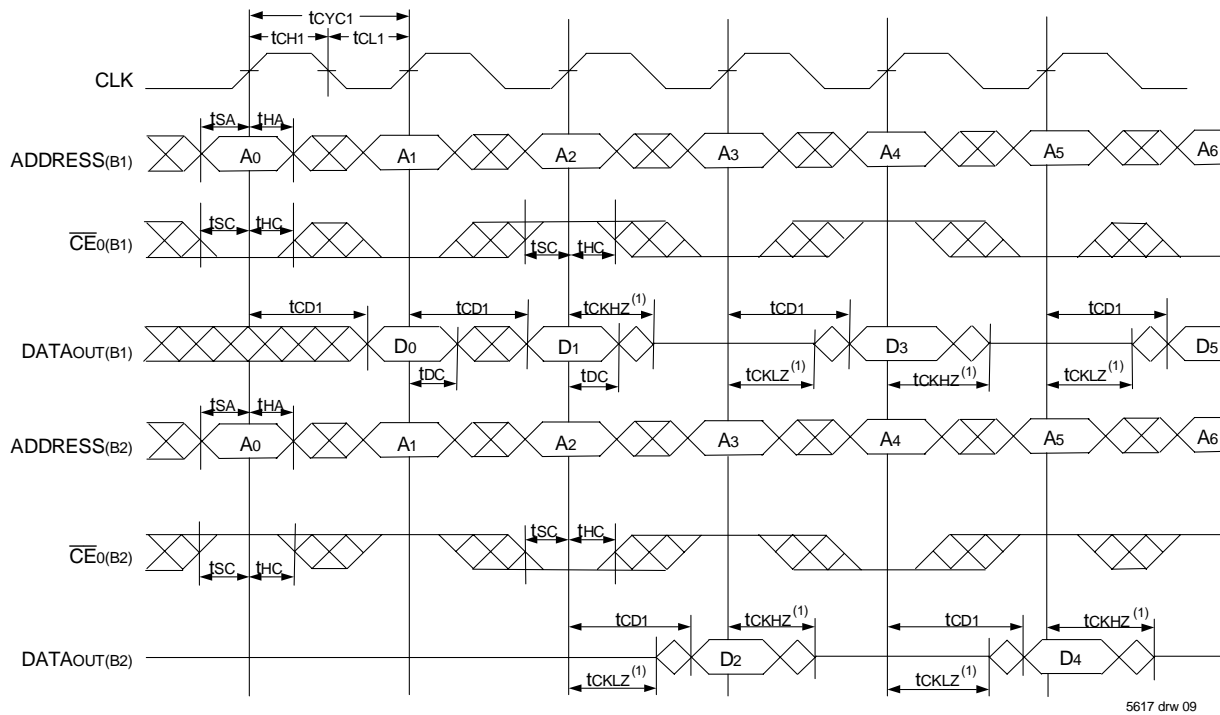 tCYC1
tCH1 tCL1
CLK
tSA tHA
ADDRESS(B1) A0 A1 A2 A3 A4 A5 A6
tSC tHC
CE0(B1) tSC tHC
tCD1 tCD1 tCKHZ(1) tCD1 tCD1
DATAOUT(B1) D0 D1 D3 D5
tDC tDC tCKLZ(1) tCKHZ(1) tCKLZ(1)
tSA tHA
ADDRESS(B2) A0 A1 A2 A3 A4 A5 A6
tSC tHC
CE0(B2)
tSC tHC
tCD1 tCKHZ(1) tCD1 tCKHZ(1)
DATAOUT(B2) D2 D4
tCKLZ(1) tCKLZ(1)
5617 drw 09